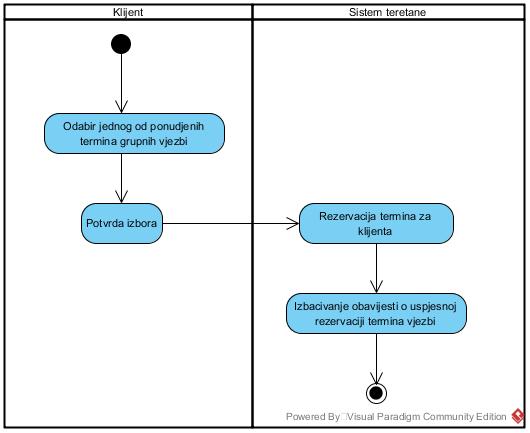 Klijent
Sistem teretane
Odabir jednog od ponudjenih
termina grupnih vjezbi
Potvrda izbora
Rezervacija termina za
klijenta
Izbacivanje obavijesti o uspjesnoj
rezervaciji termina vjezbi
Powered By Visual Paradigm Community Edition